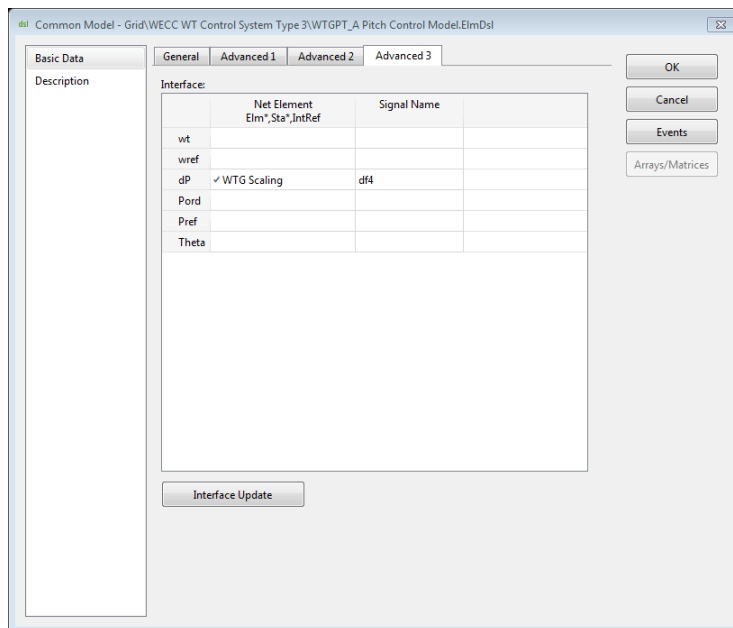 dsl Common Model - Grid\WECC WT Control System Type 3\WTGPT_A Pitch Control Model.ElmDsl
Basic Data
Description
General Advanced 1 Advanced 2 Advanced 3
Interface:
Net Element Signal Name
Elm*,Sta*,IntRef
wt
wref
dP ✓ WTG Scaling df4
Pord
Pref
Theta
Interface Update
OK
Cancel
Events
Arrays/Matrices